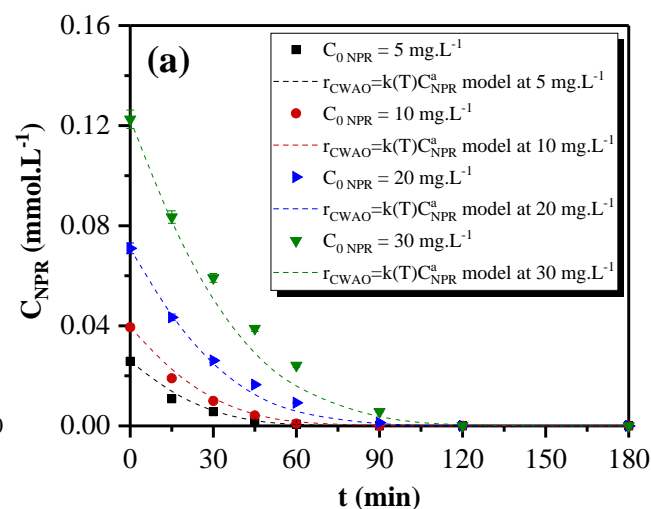 (a)
C0 NPR = 5 mg.L-1
rCWAO=k(T)CaNPR model at 5 mg.L-1
C0 NPR = 10 mg.L-1
rCWAO=k(T)CaNPR model at 10 mg.L-1
C0 NPR = 20 mg.L-1
rCWAO=k(T)CaNPR model at 20 mg.L-1
C0 NPR = 30 mg.L-1
rCWAO=k(T)CaNPR model at 30 mg.L-1
CNPR (mmol.L-1)
0.16
0.12
0.08
0.04
0.00
0
0 30 60 90 120 150 180
t (min)